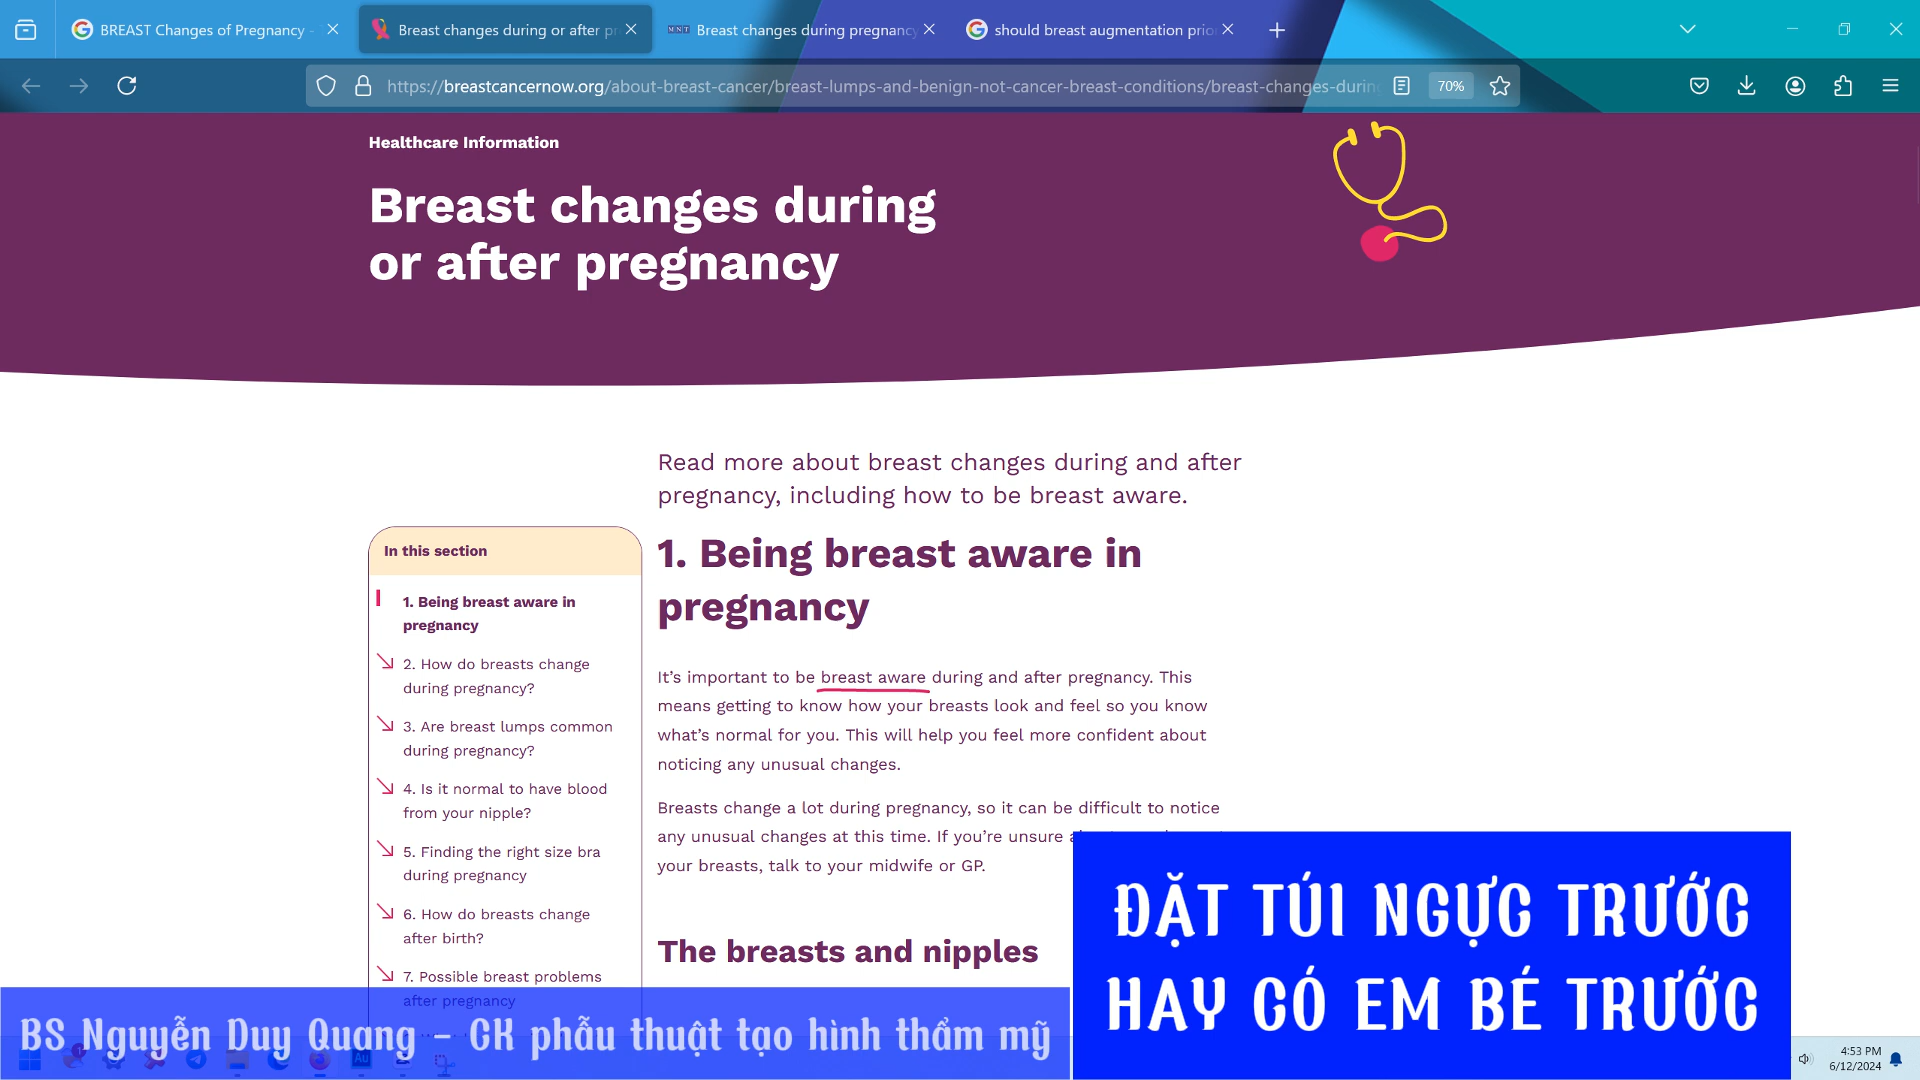 BREAST Changes of Pregnancy -
Breast changes during or after p
MNT
Breast changes during pregnancy
should breast augmentation prio
https://breastcancernow.org/about-breast-cancer/breast-lumps-and-benign-not-cancer-breast-conditions/breast-changes-durin
70%
Healthcare Information
Breast changes during
or after pregnancy
Read more about breast changes during and after
pregnancy, including how to be breast aware.
In this section
1. Being breast aware in
pregnancy
2. How do breasts change
during pregnancy?
3. Are breast lumps common
during pregnancy?
4. Is it normal to have blood
from your nipple?
5. Finding the right size bra
during pregnancy
6. How do breasts change
after birth?
7. Possible breast problems
after pregnancy
1. Being breast aware in
pregnancy
It's important to be breast aware during and after pregnancy. This
means getting to know how your breasts look and feel so you know
what's normal for you. This will help you feel more confident about
noticing any unusual changes.
Breasts change a lot during pregnancy, so it can be difficult to notice
any unusual changes at this time. If you're unsure
your breasts, talk to your midwife or GP.
The breasts and nipples
ĐẶT TÚI NGỰC TRƯỚC
HAY CÓ EM BÉ TRƯỚC
BS Nguyễn Duy Quang - CK phẫu thuật tạo hình thẩm mỹ
Au
4:53 PM
6/12/2024